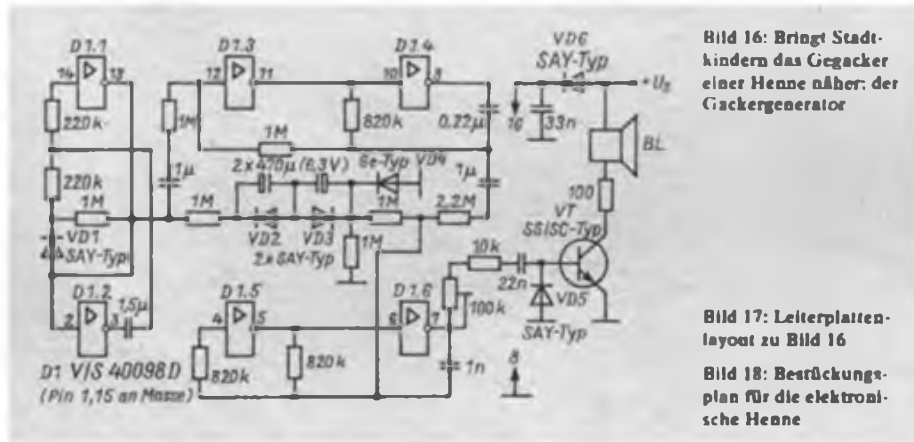 D1.1
D1.3
D1.4
VD6
SAY-Typ
+U_S
14
13
12
11
10
9
16
33n
BL
220k
1M
820k
0,22µ
1M
1µ
2x470µ (6,3V)
Ge-Typ
VD4
1µ
220k
1M
1M
1M
2,2M
100
VT
SS/SC-Typ
VD1
SAY-Typ
VD2
VD3
2x SAY-Typ
1M
10k
22n
VD5
SAY-Typ
D1.2
1,5µ
D1.5
D1.6
100k
2
3
4
5
6
7
1n
8
820k
820k
D1 V/S 40098D
(Pin 1,15 an Masse)
Bild 16: Bringt Stadt-
kindern das Gegacker
einer Henne näher: der
Gackergenerator
Bild 17: Leiterplatten-
layout zu Bild 16
Bild 18: Bestückungs-
plan für die elektroni-
sche Henne